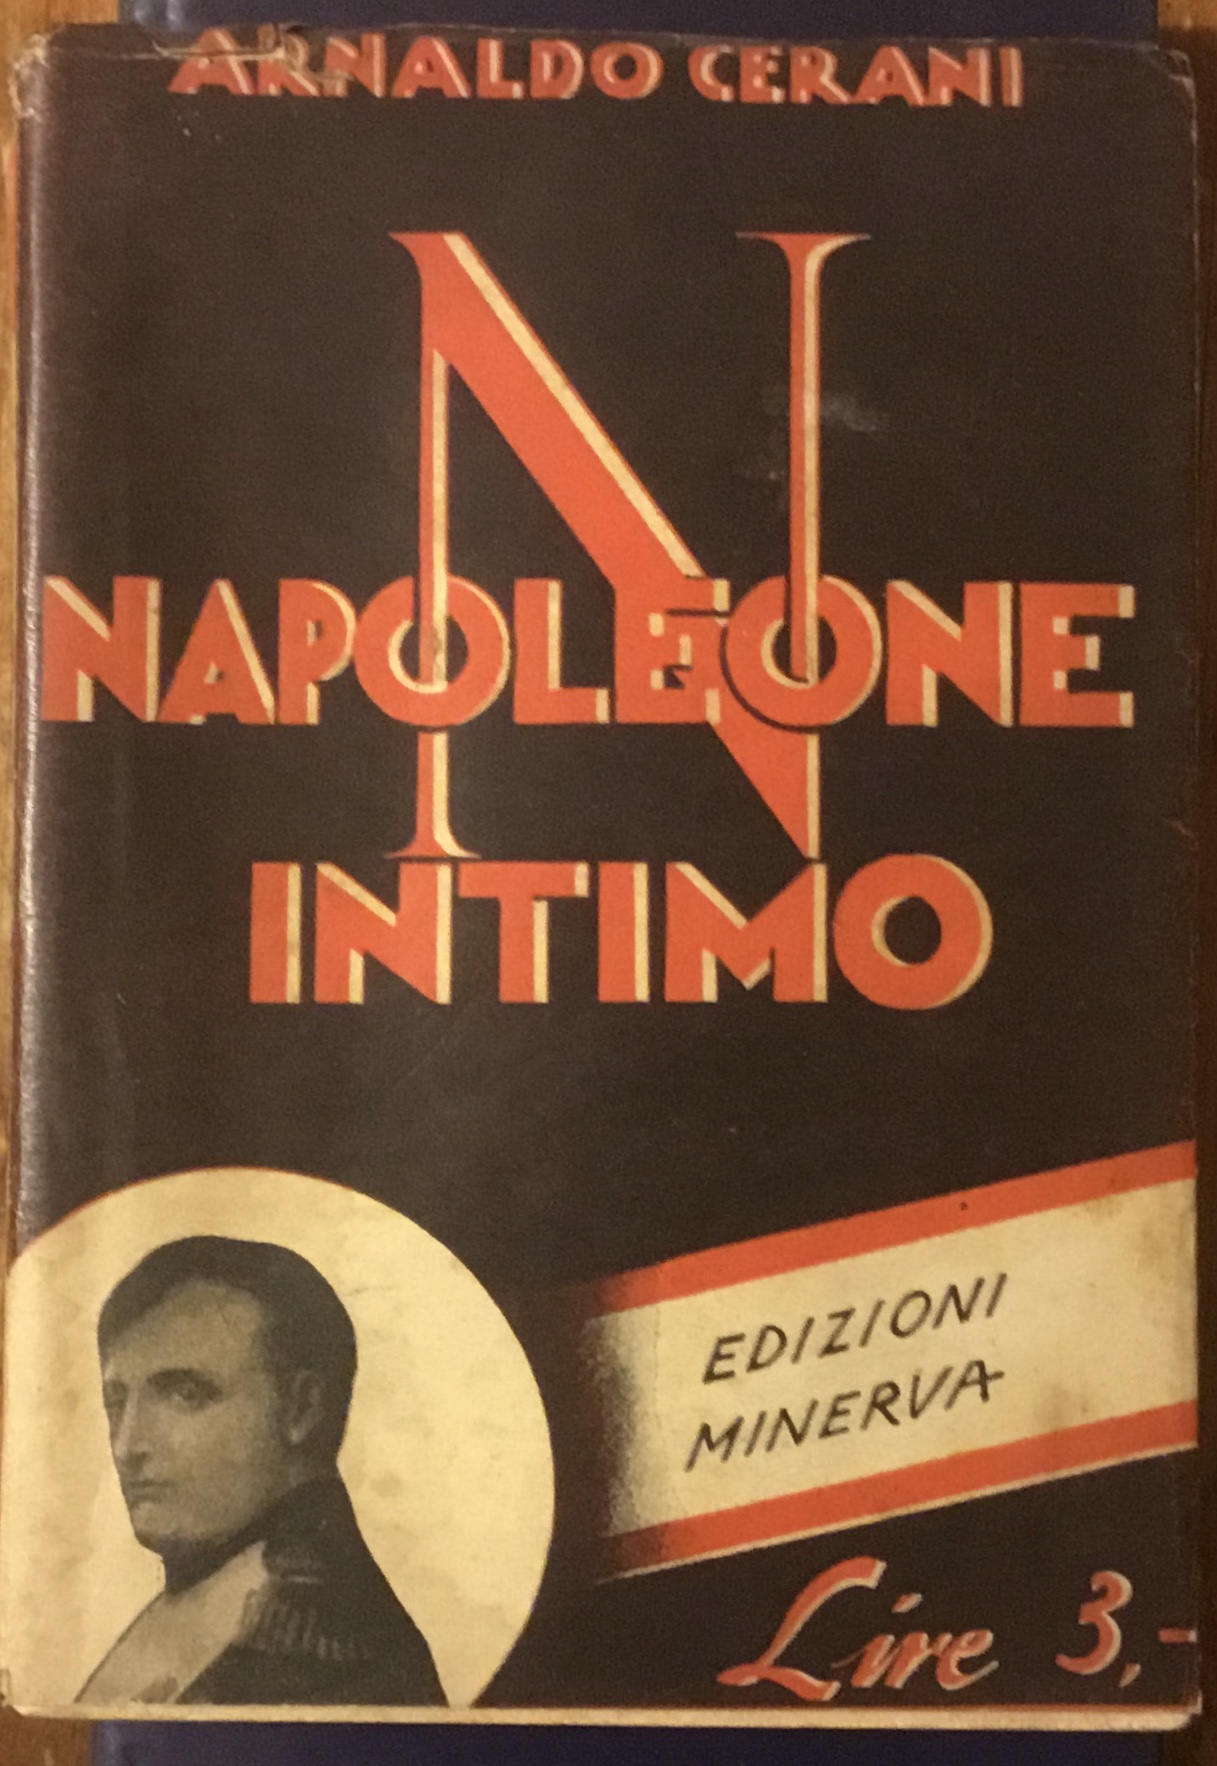 ARNALDO CERANI
N
NAPOLEONE
INTIMO
EDIZIONI
MINERVA
Lire 3,-